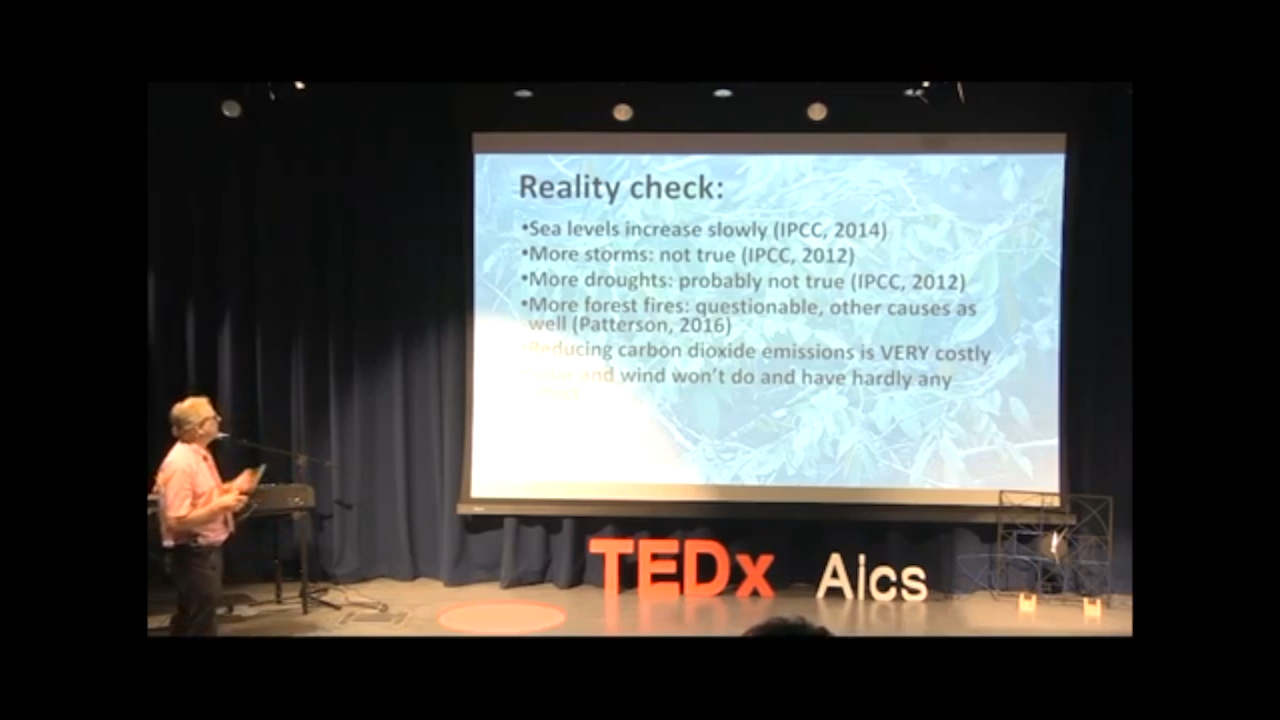 Reality check:
•Sea levels increase slowly (IPCC, 2014)
•More storms: not true (IPCC, 2012)
•More droughts: probably not true (IPCC, 2012)
•More forest fires: questionable, other causes as
well (Patterson, 2016)
•Reducing carbon dioxide emissions is VERY costly
and wind won't do and have hardly any
TEDx Aics